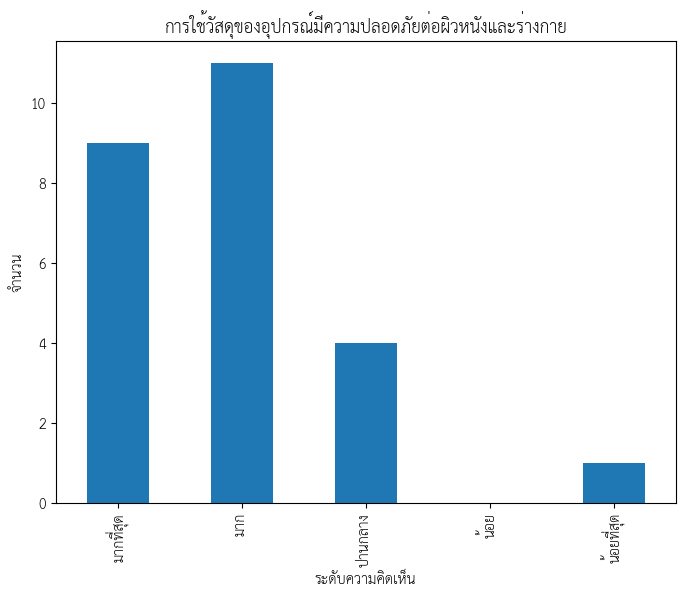 การใช้วัสดุของอุปกรณ์มีความปลอดภัยต่อผิวหนังและร่างกาย
จำนวน
10
8
6
4
2
0
มากที่สุด
มาก
ปานกลาง
น้อย
น้อยที่สุด
ระดับความคิดเห็น